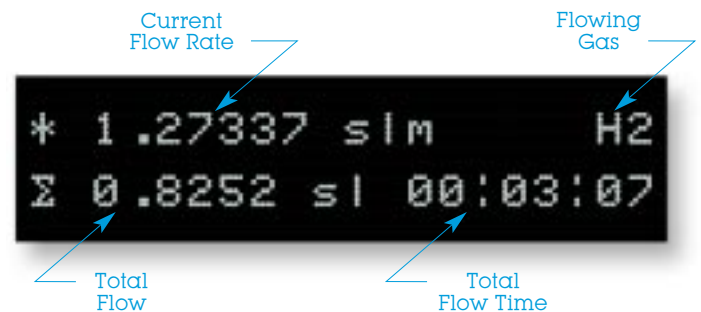 Current
Flow Rate
Flowing
Gas
* 1.27337 slm H2
Σ 0.8252 sl 00:03:07
Total
Flow
Total
Flow Time